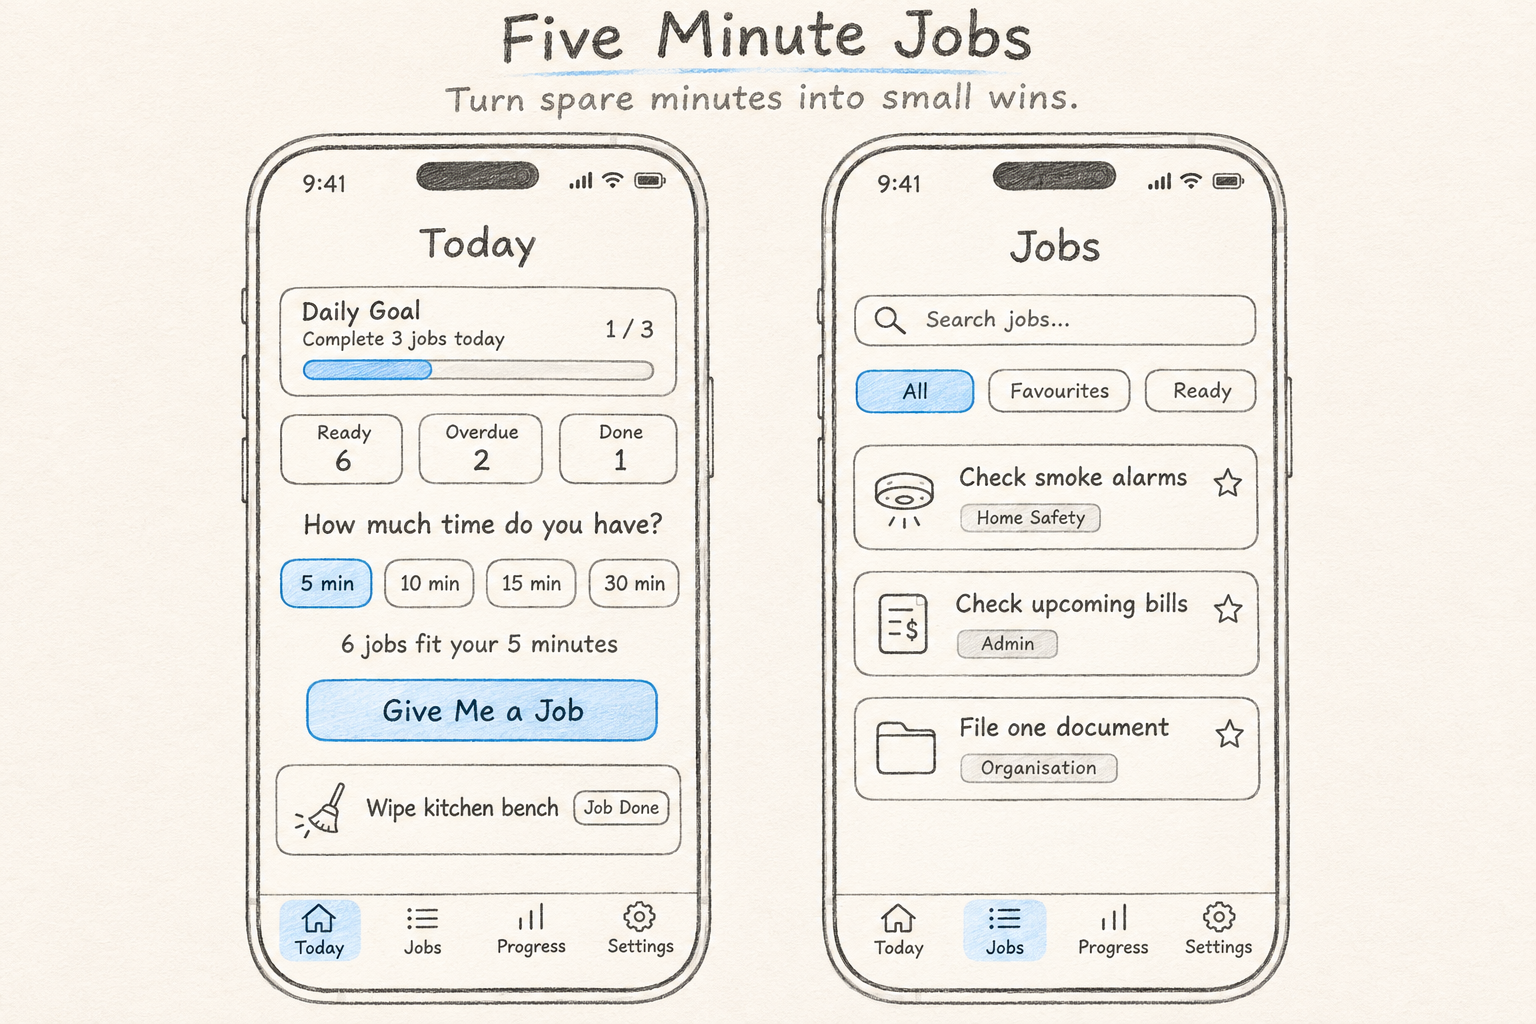 Five Minute Jobs
Turn spare minutes into small wins.
9:41
Today
Daily Goal
Complete 3 jobs today
1 / 3
Ready
6
Overdue
2
Done
1
How much time do you have?
5 min
10 min
15 min
30 min
6 jobs fit your 5 minutes
Give Me a Job
Wipe kitchen bench
Job Done
Today
Jobs
Progress
Settings
9:41
Jobs
Search jobs...
All
Favourites
Ready
Check smoke alarms
Home Safety
$
Check upcoming bills
Admin
File one document
Organisation
Today
Jobs
Progress
Settings